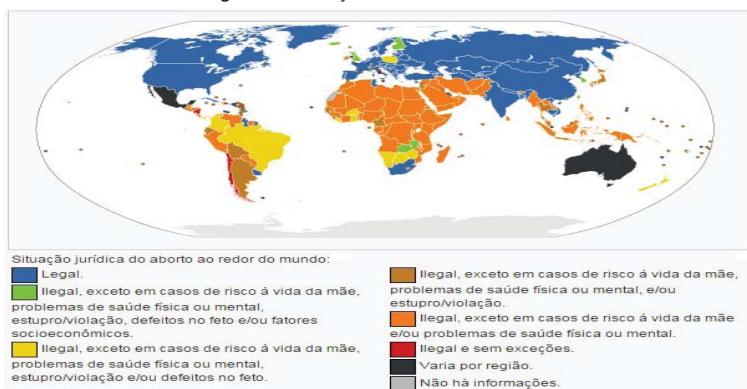 Situação jurídica do aborto ao redor do mundo:
Legal.
Ilegal, exceto em casos de risco á vida da mãe,
problemas de saúde física ou mental,
estupro/violação, defeitos no feto e/ou fatores
socioeconômicos.
Ilegal, exceto em casos de risco á vida da mãe,
problemas de saúde física ou mental,
estupro/violação e/ou defeitos no feto.
Ilegal, exceto em casos de risco á vida da mãe,
problemas de saúde física ou mental, e/ou
estupro/violação.
Ilegal, exceto em casos de risco á vida da mãe
e/ou problemas de saúde física ou mental.
Ilegal e sem exceções.
Varia por região.
Não há informações.